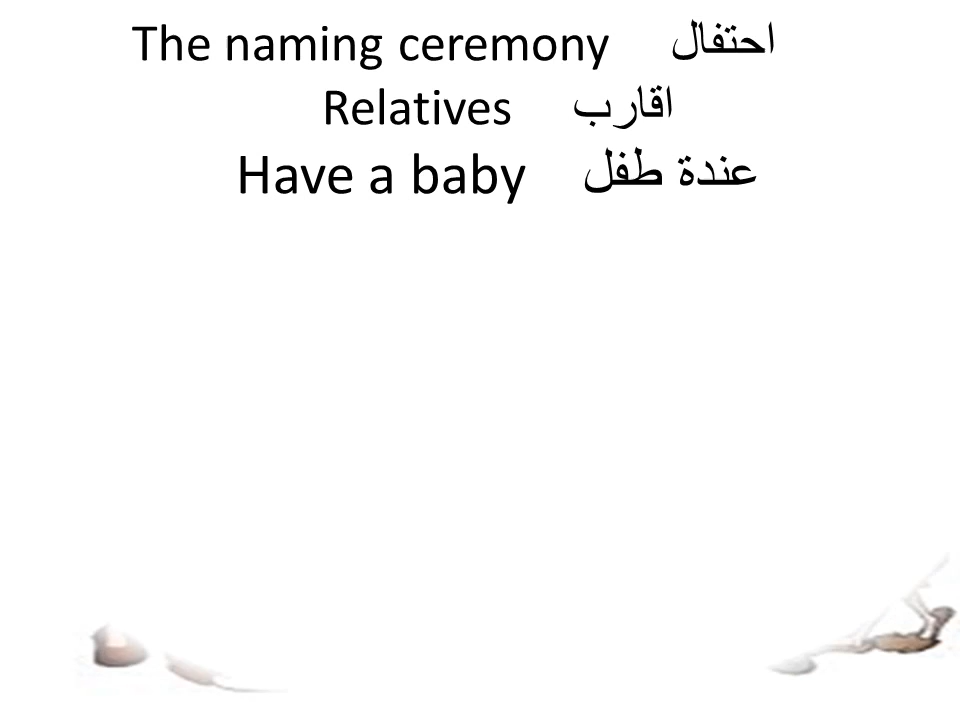 The naming ceremony احتفال
Relatives اقارب
Have a baby عندة طفل